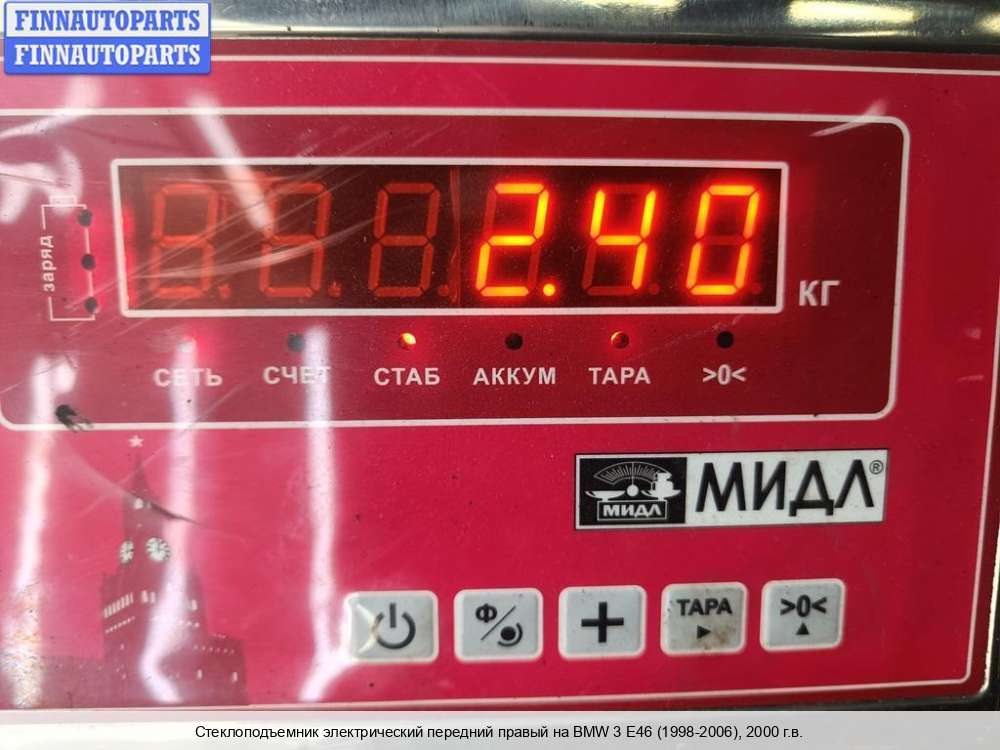 FINNAUTOPARTS
FINNAUTOPARTS
заряд
2.40
КГ
СЕТЬ СЧЕТ СТАБ АККУМ ТАРА >0<
МИДЛ МИДЛ®
Ф/ + ТАРА >0<
Стеклоподъемник электрический передний правый на BMW 3 E46 (1998-2006), 2000 г.в.